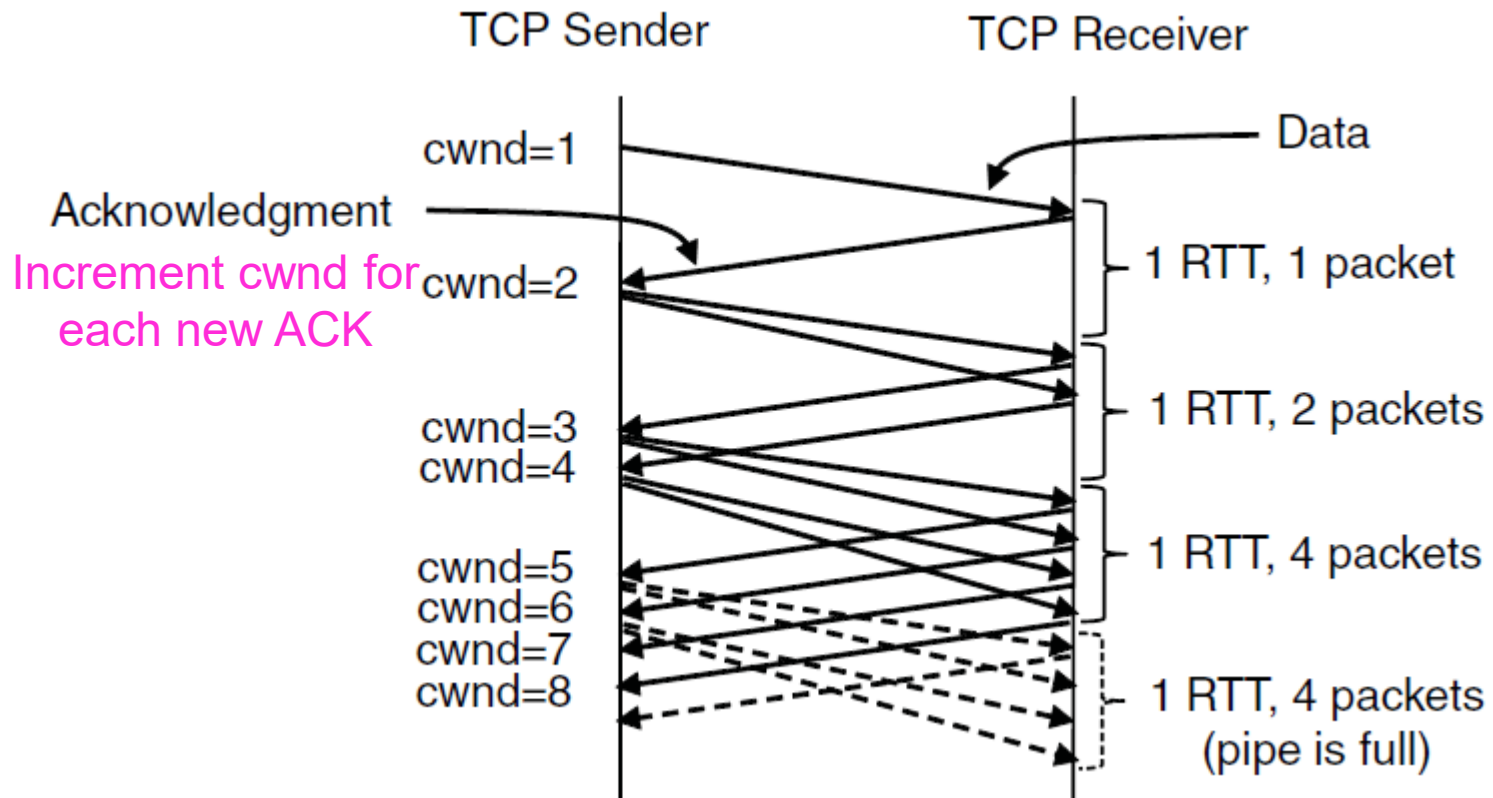 TCP Sender
TCP Receiver
cwnd=1
Data
Acknowledgment
Increment cwnd for
each new ACK
cwnd=2
1 RTT, 1 packet
1 RTT, 2 packets
cwnd=3
cwnd=4
1 RTT, 4 packets
cwnd=5
cwnd=6
cwnd=7
cwnd=8
1 RTT, 4 packets
(pipe is full)